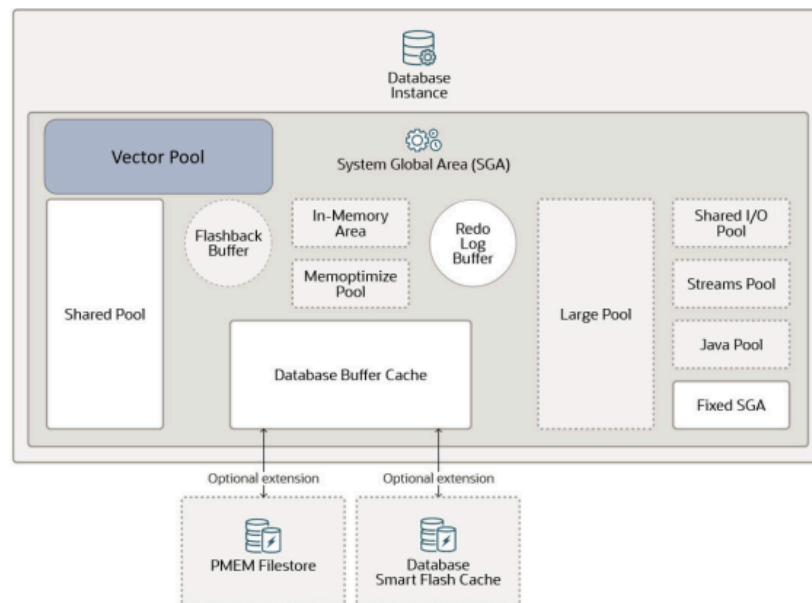 Database
Instance
Vector Pool
System Global Area (SGA)
Shared Pool
Flashback
Buffer
In-Memory
Area
Memoptimize
Pool
Redo
Log
Buffer
Database Buffer Cache
Large Pool
Shared I/O
Pool
Streams Pool
Java Pool
Fixed SGA
Optional extension
Optional extension
PMEM Filestore
Database
Smart Flash Cache